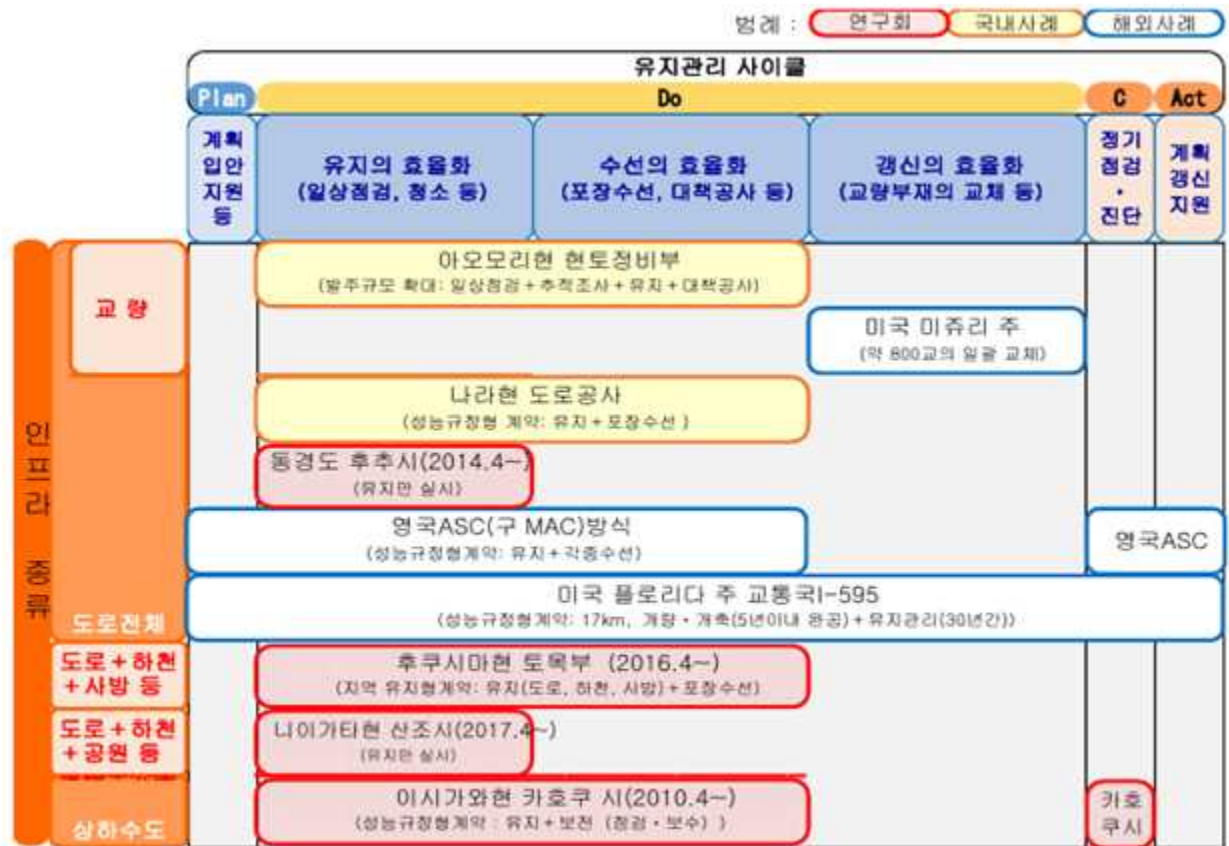 범례 : 연구회 국내사례 해외사례
유지관리 사이클
Plan Do C Act
계획
입안
지원
등
유지의 효율화
(일상점검, 청소 등)
수선의 효율화
(포장수선, 대책공사 등)
갱신의 효율화
(교량부재의 교체 등)
정기
점검
・
진단
계획
갱신
지원
인프라 종류
교 량
아오모리현 현토정비부
(발주규모 확대: 일상점검+추적조사+유지+대책공사)
미국 미쥬리 주
(약 800교의 일괄 교체)
나라현 도로공사
(성능규정형 계약: 유지+포장수선 )
동경도 후추시(2014.4~)
(유지만 실시)
영국ASC(구 MAC)방식
(성능규정형계약: 유지+각종수선)
영국ASC
도로전체
미국 플로리다 주 교통국I-595
(성능규정형계약: 17km, 개량・개축(5년이내 완공)+유지관리(30년간))
도로+하천
+사방 등
후쿠시마현 토목부 (2016.4~)
(지역 유지형계약: 유지(도로, 하천, 사방)+포장수선)
도로+하천
+공원 등
니이가타현 산조시(2017.4~)
(유지만 실시)
상하수도
이시가와현 카호쿠 시(2010.4~)
(성능규정형계약 : 유지+보전 (점검・보수) )
카호
쿠시